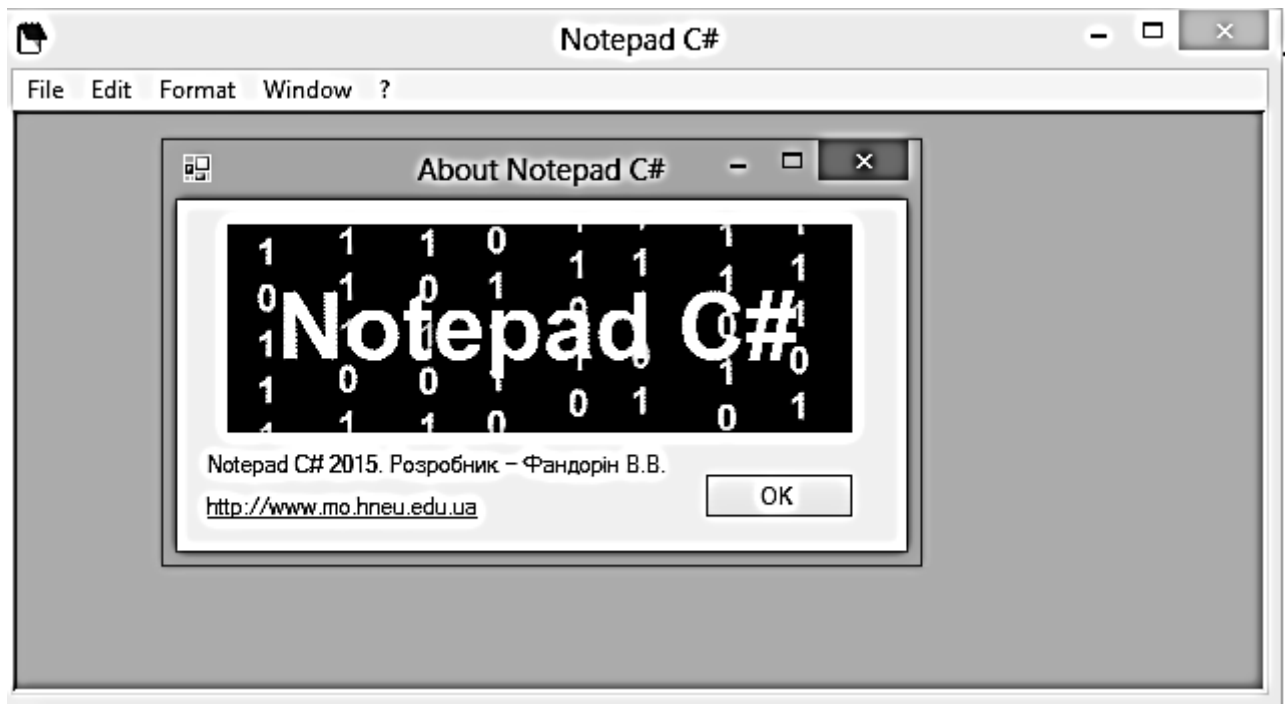 Notepad C#
File Edit Format Window ?
About Notepad C#
Notepad C#
Notepad C# 2015. Розробник – Фандорін В.В.
http://www.mo.hneu.edu.ua
OK